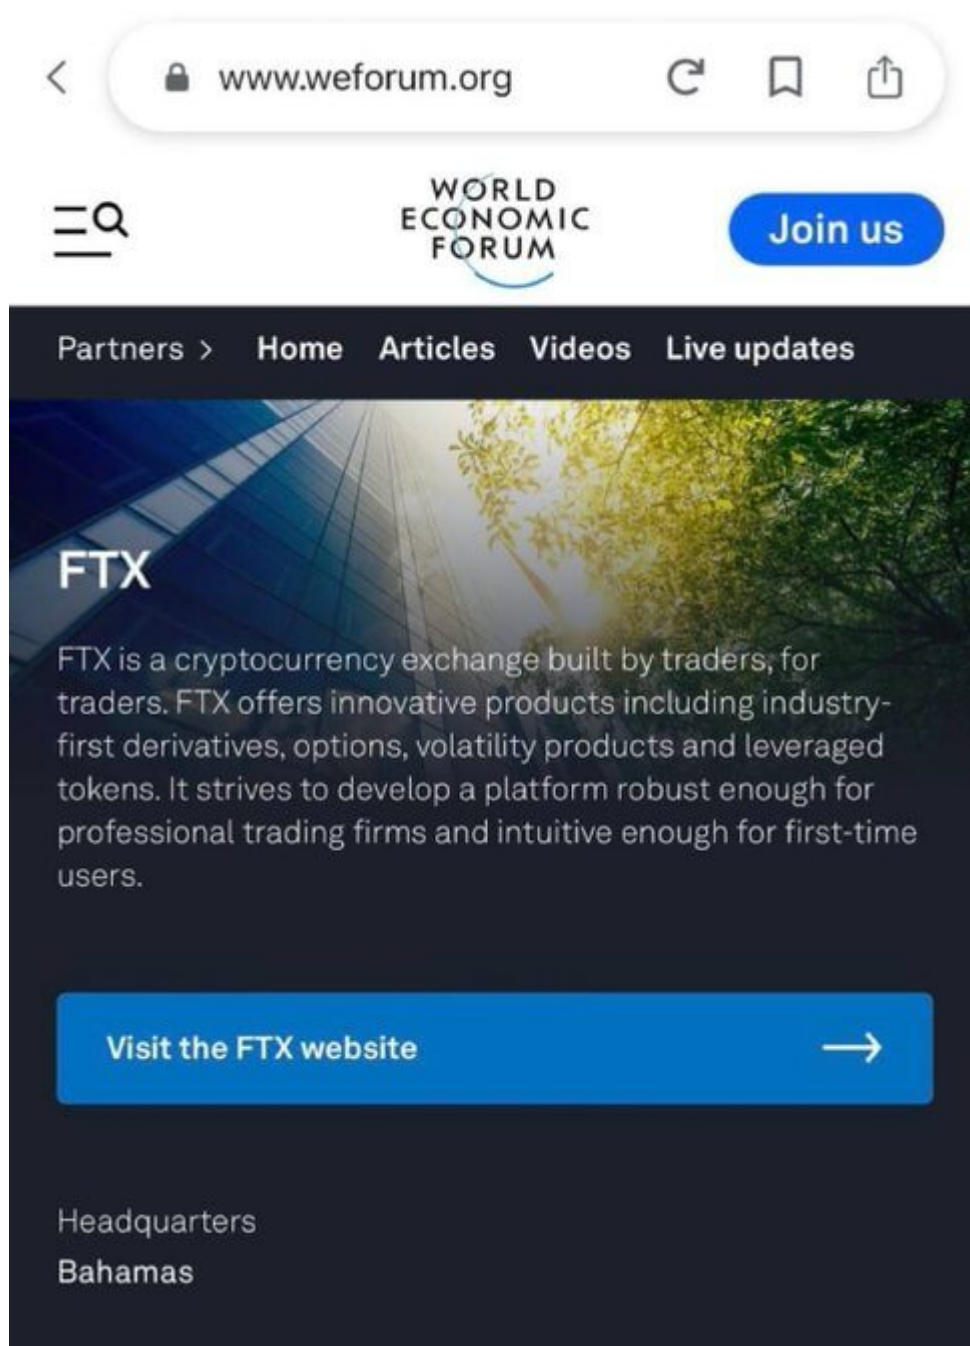 www.weforum.org
WORLD
ECONOMIC
FORUM
Join us
Partners > Home Articles Videos Live updates
FTX
FTX is a cryptocurrency exchange built by traders, for
traders. FTX offers innovative products including industry-
first derivatives, options, volatility products and leveraged
tokens. It strives to develop a platform robust enough for
professional trading firms and intuitive enough for first-time
users.
Visit the FTX website
Headquarters
Bahamas